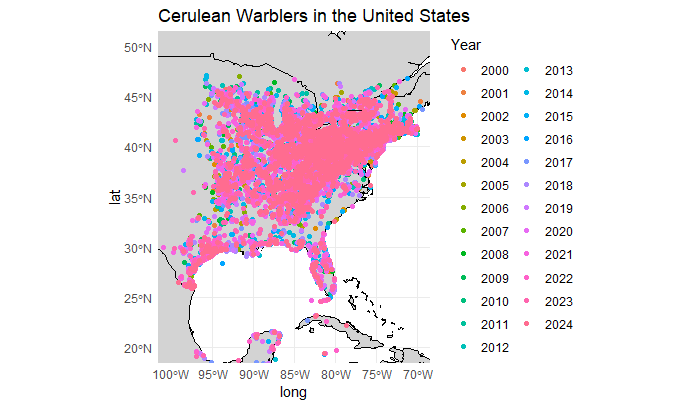 Cerulean Warblers in the United States
50°N
45°N
40°N
35°N
30°N
25°N
20°N
lat
100°W 95°W 90°W 85°W 80°W 75°W 70°W
long
Year
2000 2013
2001 2014
2002 2015
2003 2016
2004 2017
2005 2018
2006 2019
2007 2020
2008 2021
2009 2022
2010 2023
2011 2024
2012